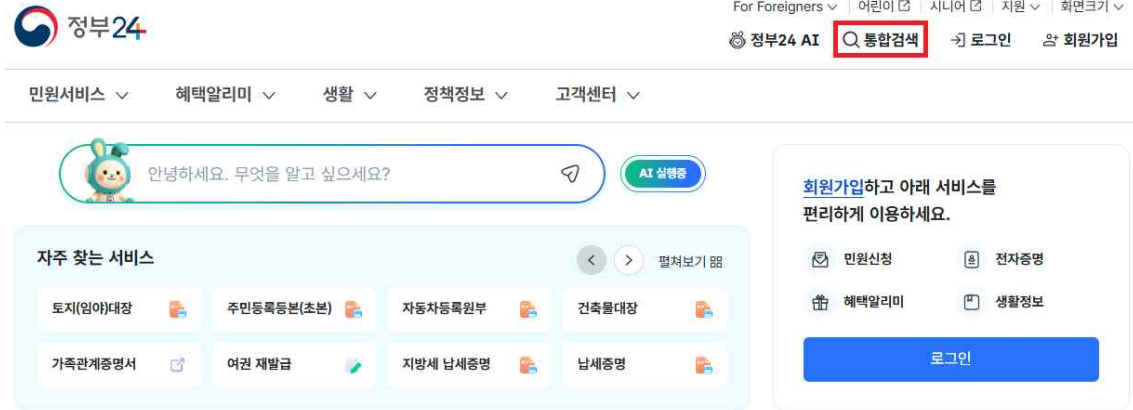 For Foreigners 어린이 시니어 지원 화면크기
정부24
정부24 AI 통합검색 로그인 회원가입
민원서비스 혜택알리미 생활 정책정보 고객센터
안녕하세요. 무엇을 알고 싶으세요?
AI 실행중
회원가입하고 아래 서비스를
편리하게 이용하세요.
민원신청 전자증명
혜택알리미 생활정보
로그인
자주 찾는 서비스 펼쳐보기
토지(임야)대장 주민등록등본(초본) 자동차등록원부 건축물대장
가족관계증명서 여권 재발급 지방세 납세증명 납세증명